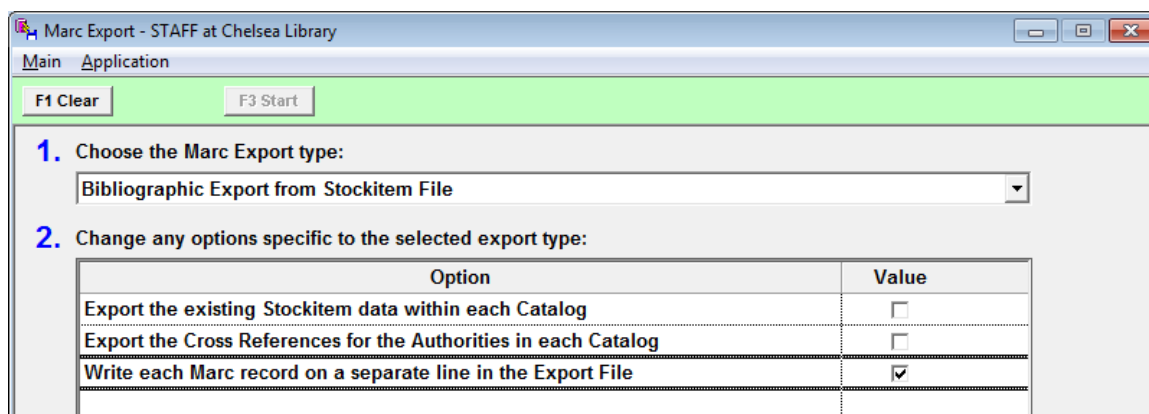 Marc Export - STAFF at Chelsea Library
Main Application
F1 Clear F3 Start
1. Choose the Marc Export type:
Bibliographic Export from Stockitem File
2. Change any options specific to the selected export type:
Option Value
Export the existing Stockitem data within each Catalog
Export the Cross References for the Authorities in each Catalog
Write each Marc record on a separate line in the Export File